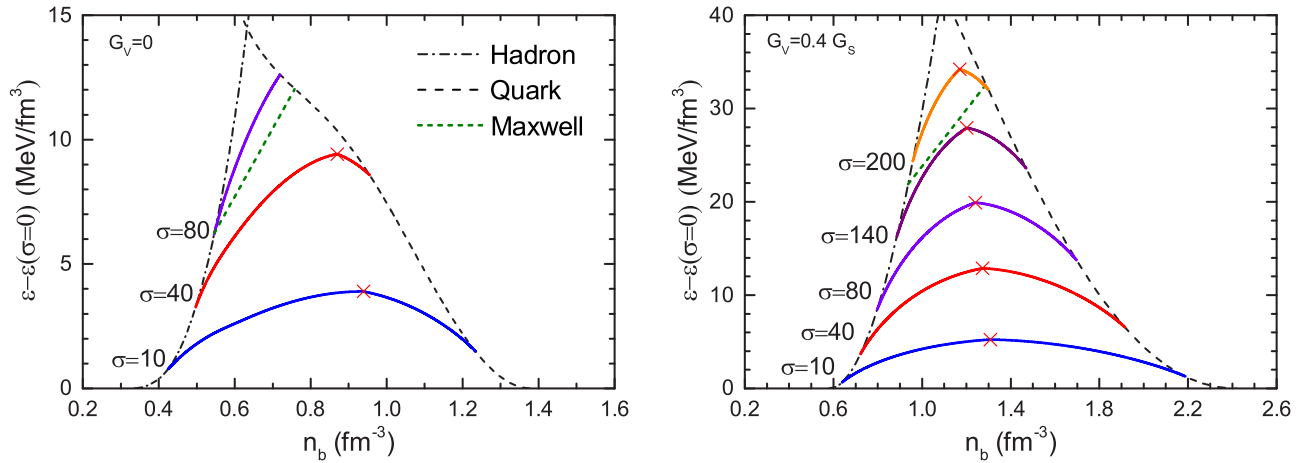 15
G_V=0
Hadron
Quark
Maxwell
10
σ=80
5
σ=40
σ=10
0
0.2 0.4 0.6 0.8 1.0 1.2 1.4 1.6
n_b (fm^-3)
ε−ε(σ=0) (MeV/fm^3)
40
G_V=0.4 G_S
30
σ=200
20
σ=140
σ=80
10
σ=40
σ=10
0
0.2 0.6 1.0 1.4 1.8 2.2 2.6
n_b (fm^-3)
ε−ε(σ=0) (MeV/fm^3)